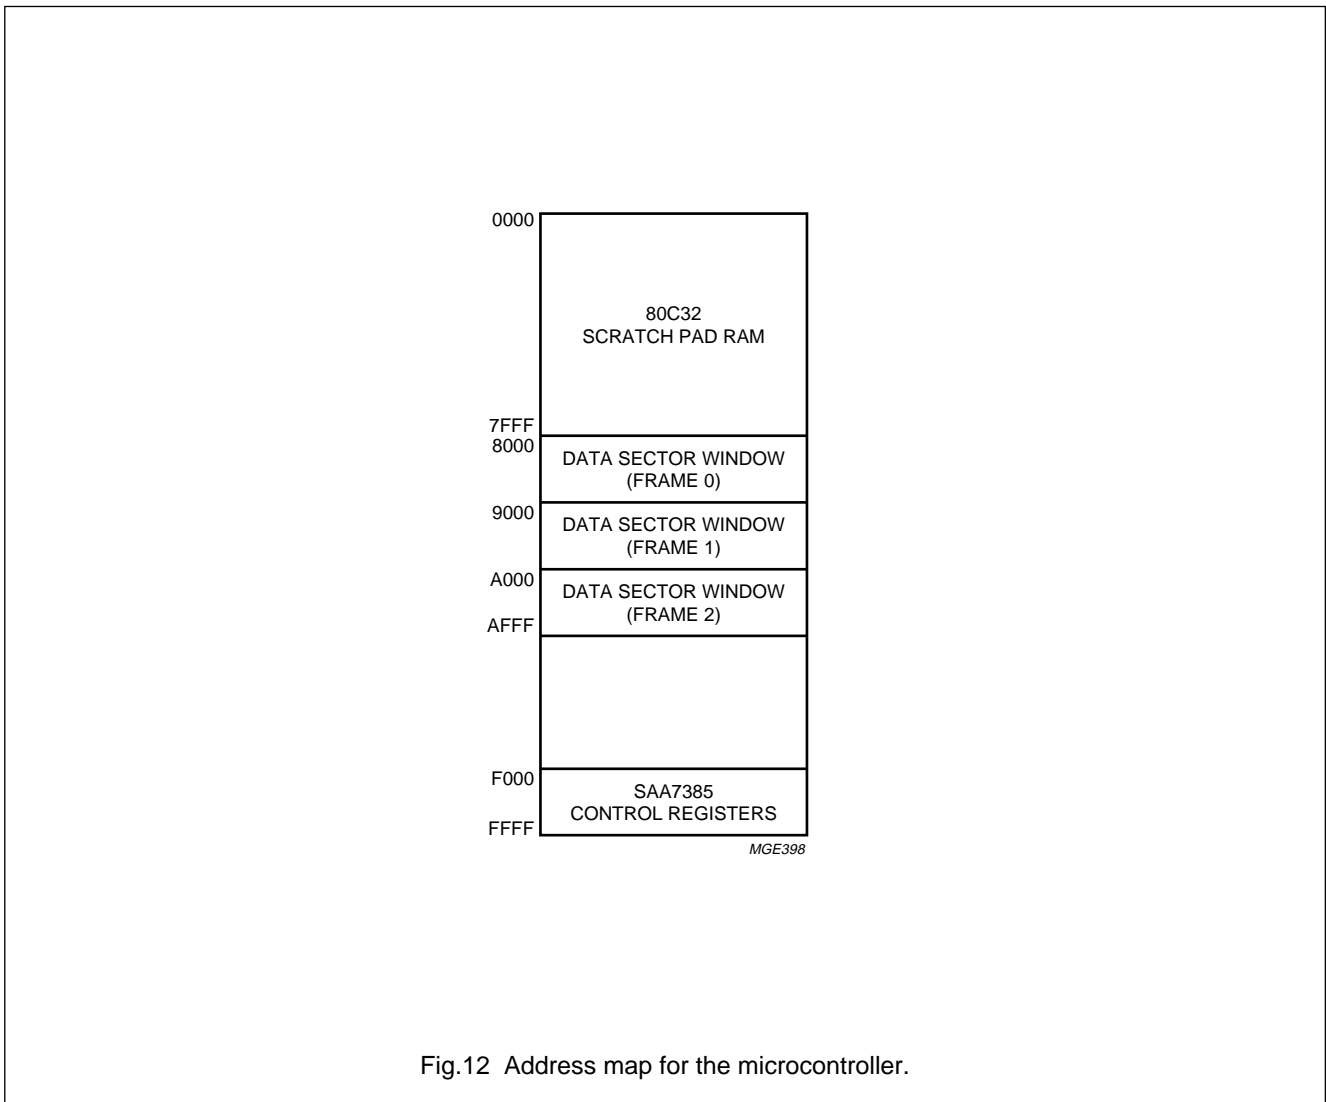 0000
80C32
SCRATCH PAD RAM
7FFF
8000
DATA SECTOR WINDOW
(FRAME 0)
9000
DATA SECTOR WINDOW
(FRAME 1)
A000
DATA SECTOR WINDOW
(FRAME 2)
AFFF
F000
SAA7385
CONTROL REGISTERS
FFFF
MGE398
Fig.12 Address map for the microcontroller.